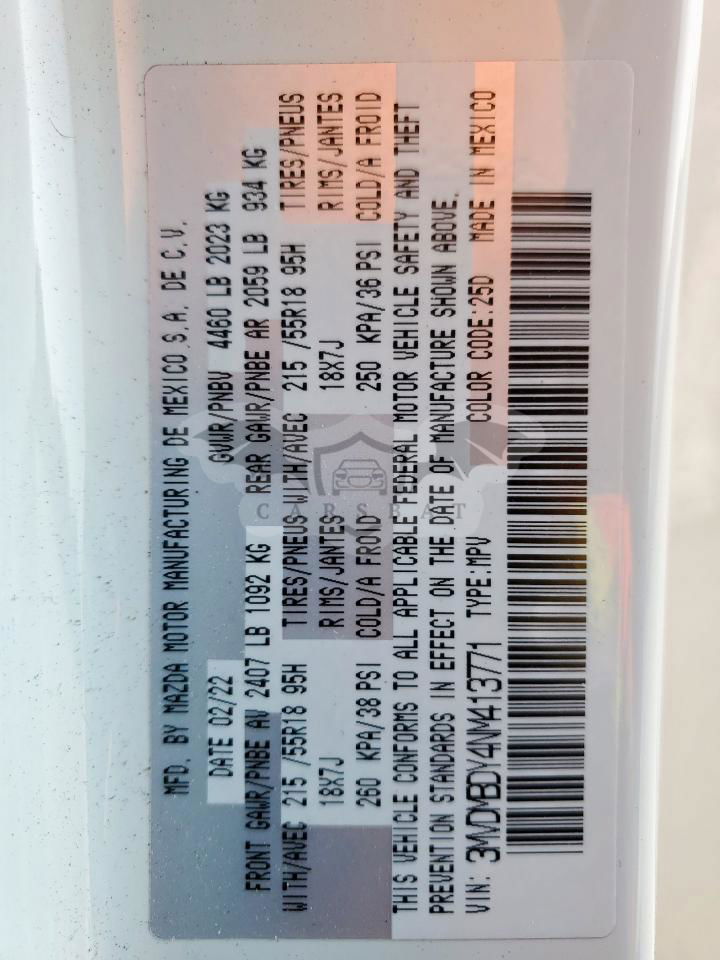 MFD. BY MAZDA MOTOR MANUFACTURING DE MEXICO S.A. DE C.V.
DATE 02/22 GVWR/PNBV 4460 LB 2023 KG
FRONT GAWR/PNBE AV 2407 LB 1092 KG REAR GAWR/PNBE AR 2059 LB 934 KG
WITH/AVEC 215 /55R18 95H TIRES/PNEUS WITH/AVEC 215 /55R18 95H TIRES/PNEUS
18X7J RIMS/JANTES 18X7J RIMS/JANTES
260 KPA/38 PSI COLD/A FROND 250 KPA/36 PSI COLD/A FROID
THIS VEHICLE CONFORMS TO ALL APPLICABLE FEDERAL MOTOR VEHICLE SAFETY AND THEFT
PREVENTION STANDARDS IN EFFECT ON THE DATE OF MANUFACTURE SHOWN ABOVE.
VIN: 3MVDMBDY4NM413771 TYPE:MPV COLOR CODE:25D MADE IN MEXICO
CARSBAT